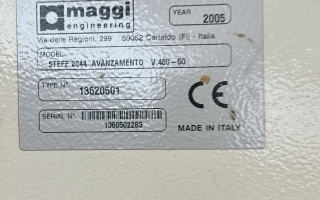 maggi
engineering
YEAR
2005
Via delle Regioni, 299 50052 Certaldo (Fi) - Italia
MODEL:
STEFF 2044 AVANZAMENTO V.400-50
TYPE N°
13620501
SERIAL N°
1360502283
CE
MADE IN ITALY